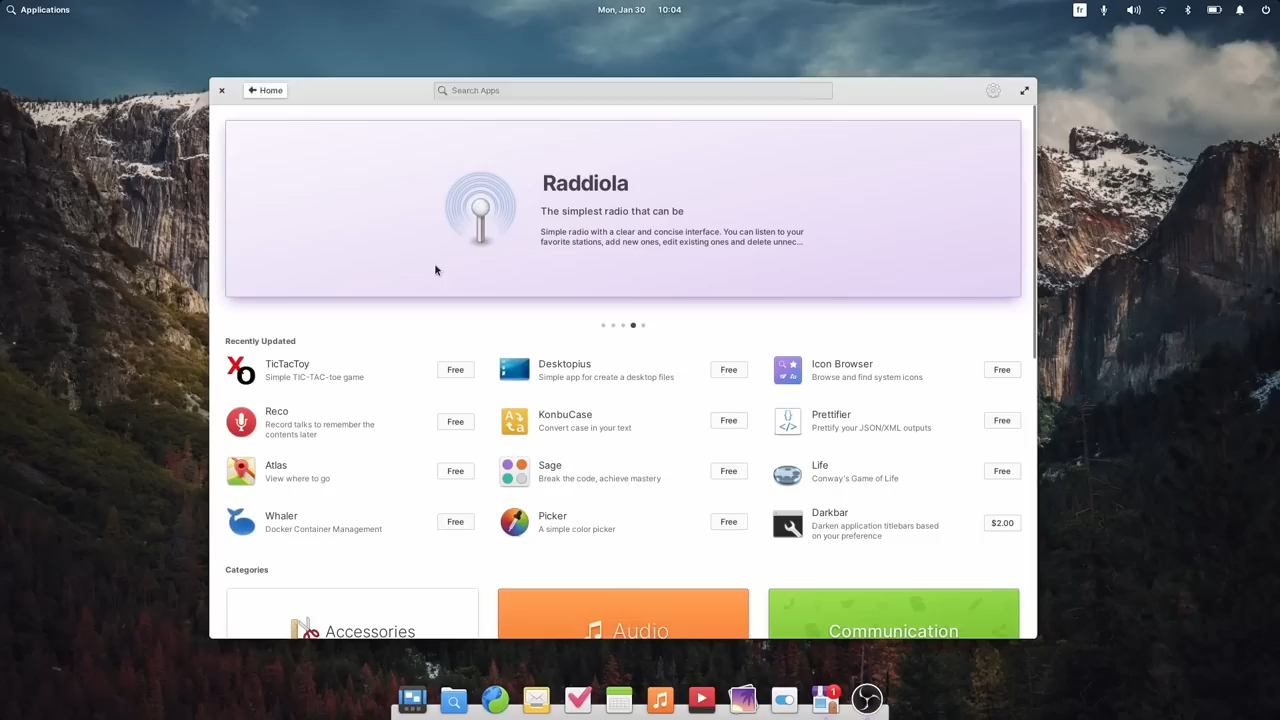 Applications
Mon, Jan 30 10:04
fr
Home
Search Apps
Raddiola
The simplest radio that can be
Simple radio with a clear and concise interface. You can listen to your
favorite stations, add new ones, edit existing ones and delete unnec...
Recently Updated
TicTacToy
Simple TIC-TAC-toe game
Free
Desktopius
Simple app for create a desktop files
Free
Icon Browser
Browse and find system icons
Free
Reco
Record talks to remember the
contents later
Free
KonbuCase
Convert case in your text
Free
Prettifier
Prettify your JSON/XML outputs
Free
Atlas
View where to go
Free
Sage
Break the code, achieve mastery
Free
Life
Conway's Game of Life
Free
Whaler
Docker Container Management
Free
Picker
A simple color picker
Free
Darkbar
Darken application titlebars based
on your preference
$2.00
Categories
Accessories
Audio
Communication
1